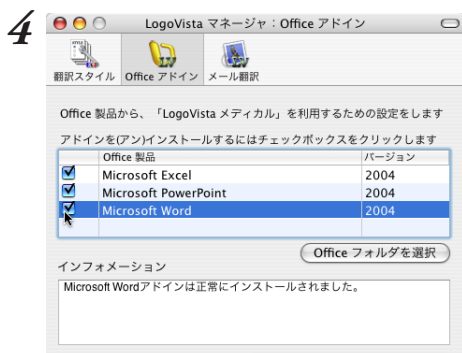 4
LogoVista マネージャ：Office アドイン
翻訳スタイル Office アドイン メール翻訳
Office 製品から、「LogoVista メディカル」を利用するための設定をします
アドインを(アン)インストールするにはチェックボックスをクリックします
Office 製品 バージョン
Microsoft Excel 2004
Microsoft PowerPoint 2004
Microsoft Word 2004
Office フォルダを選択
インフォメーション
Microsoft Wordアドインは正常にインストールされました。